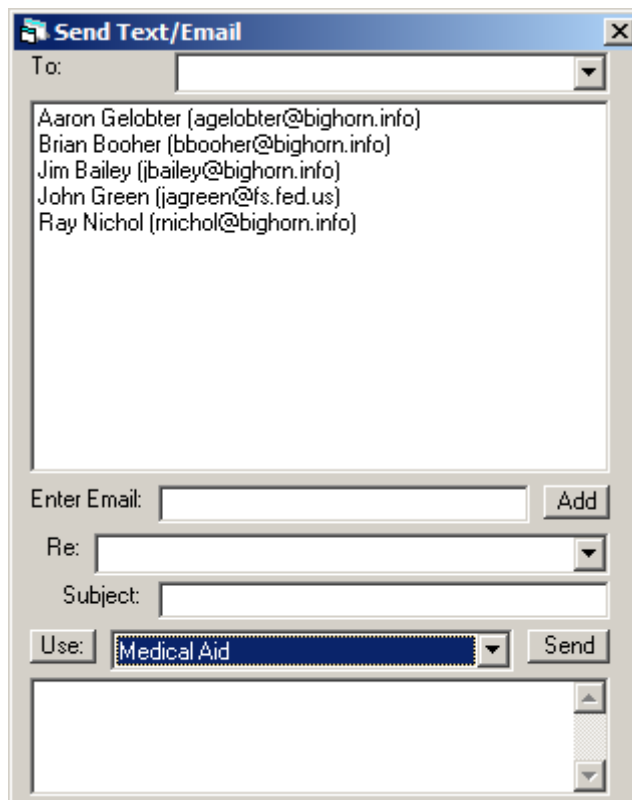 Send Text/Email
To:
Aaron Gelobter (agelobter@bighorn.info)
Brian Booher (bbooher@bighorn.info)
Jim Bailey (jbailey@bighorn.info)
John Green (jagreen@fs.fed.us)
Ray Nichol (rnichol@bighorn.info)
Enter Email:
Add
Re:
Subject:
Use:
Medical Aid
Send